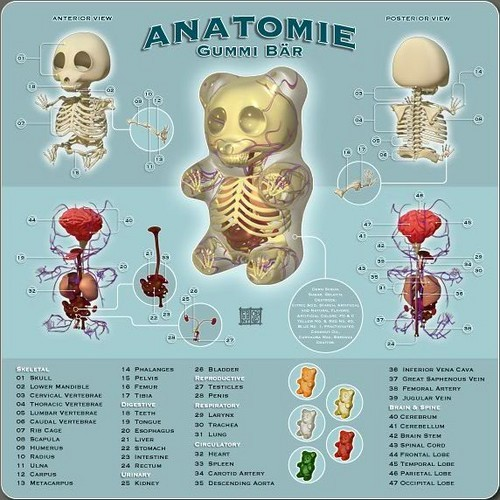 ANATOMIE
GUMMI BÄR
ANTERIOR VIEW
POSTERIOR VIEW
CORN SYRUP,
SUGAR, GELATIN,
SKELETAL
01 SKULL
02 LOWER MANDIBLE
03 CERVICAL VERTEBRAE
04 THORACIC VERTEBRAE
05 LUMBAR VERTEBRAE
06 CAUDAL VERTEBRAE
07 RIB CAGE
08 SCAPULA
09 HUMERUS
10 RADIUS
11 ULNA
12 CARPUS
13 METACARPUS
14 PHALANGES
15 PELVIS
16 FEMUR
17 TIBIA
DIGESTIVE
18 TEETH
19 TONGUE
20 ESOPHAGUS
21 LIVER
22 STOMACH
23 INTESTINE
24 RECTUM
URINARY
25 KIDNEY
26 BLADDER
REPRODUCTIVE
27 TESTICLES
28 PENIS
RESPIRATORY
29 LARYNX
30 TRACHEA
31 LUNG
CIRCULATORY
32 HEART
33 SPLEEN
34 CAROTID ARTERY
35 DESCENDING AORTA
36 INFERIOR VENA CAVA
37 GREAT SAPHENOUS VEIN
38 FEMORAL ARTERY
39 JUGULAR VEIN
BRAIN & SPINE
40 CEREBRUM
41 CEREBELLUM
42 BRAIN STEM
43 SPINAL CORD
44 FRONTAL LOBE
45 TEMPORAL LOBE
46 PARIETAL LOBE
47 OCCIPITAL LOBE